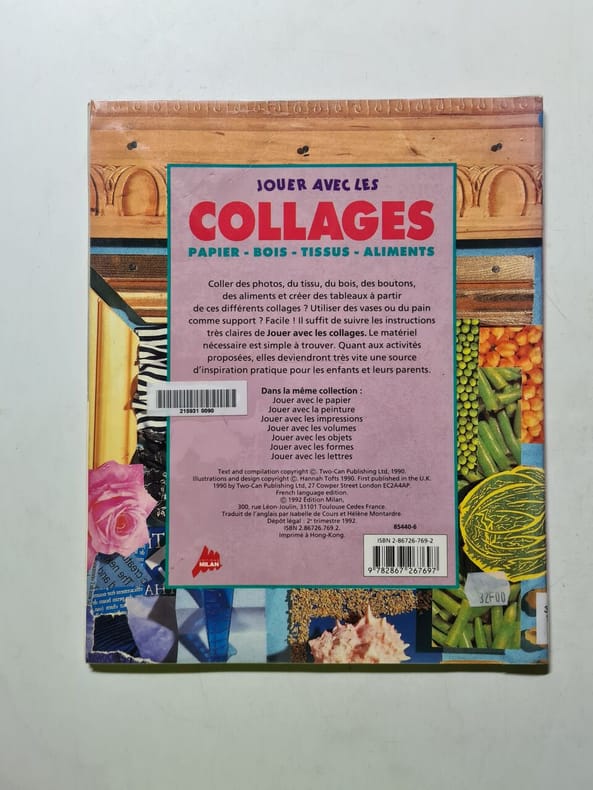 JOUER AVEC LES
COLLAGES
PAPIER - BOIS - TISSUS - ALIMENTS
Coller des photos, du tissu, du bois, des boutons,
des aliments et créer des tableaux à partir
de ces différents collages ? Utiliser des vases ou du pain
comme support ? Facile ! Il suffit de suivre les instructions
très claires de Jouer avec les collages. Le matériel
nécessaire est simple à trouver. Quant aux activités
proposées, elles deviendront très vite une source
d'inspiration pratique pour les enfants et leurs parents.
Dans la même collection :
Jouer avec le papier
Jouer avec la peinture
Jouer avec les impressions
Jouer avec les volumes
Jouer avec les objets
Jouer avec les formes
Jouer avec les lettres
215931 0090
Text and compilation copyright © Two-Can Publishing Ltd, 1990.
Illustrations and design copyright © Hannah Tofts 1990. First published in the U.K.
1990 by Two-Can Publishing Ltd, 27 Cowper Street London EC2A4AP.
French language edition.
© 1992 Édition Milan,
300, rue Léon-Joulin, 31101 Toulouse Cedex France.
Traduit de l'anglais par Isabelle de Cours et Hélène Montardre.
Dépôt légal : 2e trimestre 1992.
ISBN 2.86726.769.2.
Imprimé à Hong-Kong.
85440-6
ISBN 2-86726-769-2
9 782867 267697
MILAN
32F00